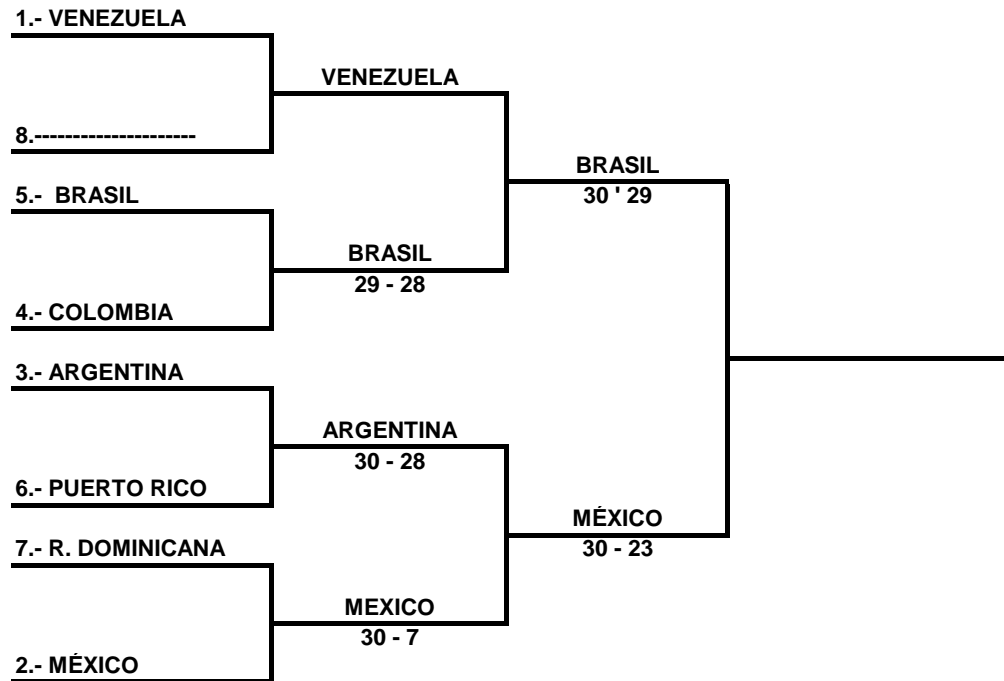 1.- VENEZUELA
VENEZUELA
8.---------------------
BRASIL
30 ' 29
5.- BRASIL
BRASIL
29 - 28
4.- COLOMBIA
3.- ARGENTINA
ARGENTINA
30 - 28
6.- PUERTO RICO
MÉXICO
30 - 23
7.- R. DOMINICANA
MEXICO
30 - 7
2.- MÉXICO